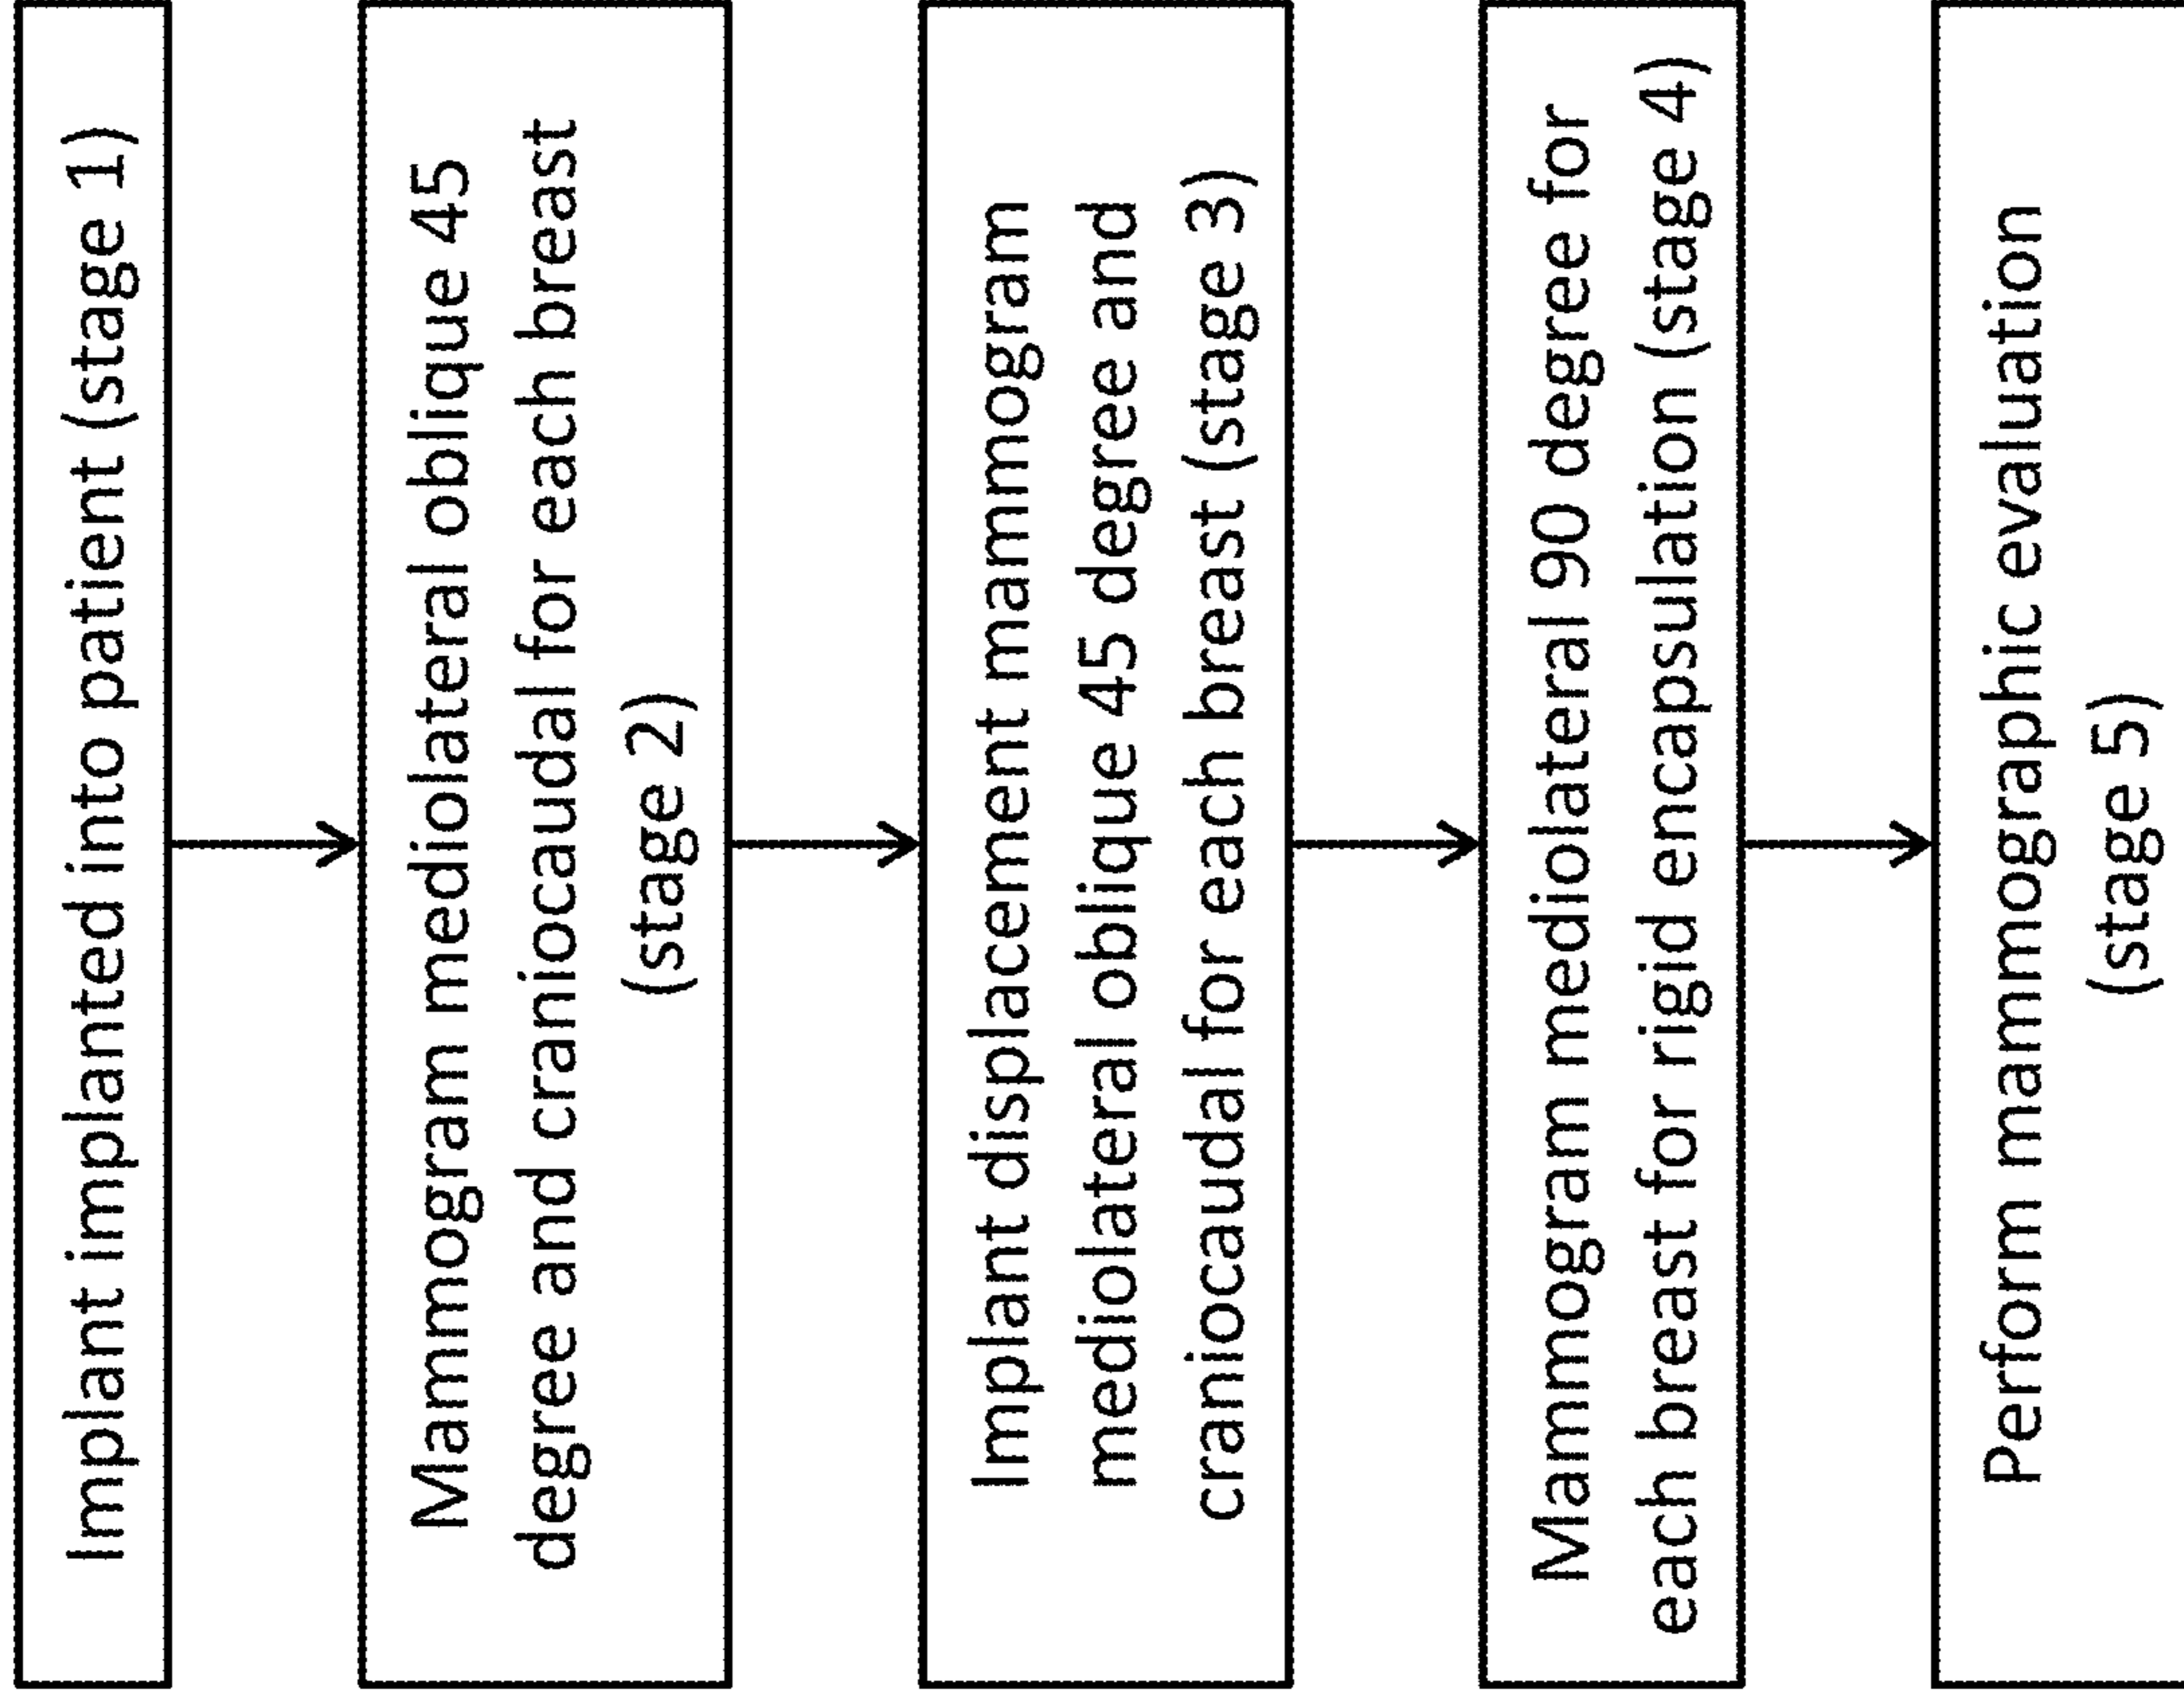 Implant implanted into patient (stage 1)
Mammogram mediolateral oblique 45
degree and craniocaudal for each breast
(stage 2)
Implant displacement mammogram
mediolateral oblique 45 degree and
craniocaudal for each breast (stage 3)
Mammogram mediolateral 90 degree for
each breast for rigid encapsulation (stage 4)
Perform mammographic evaluation
(stage 5)